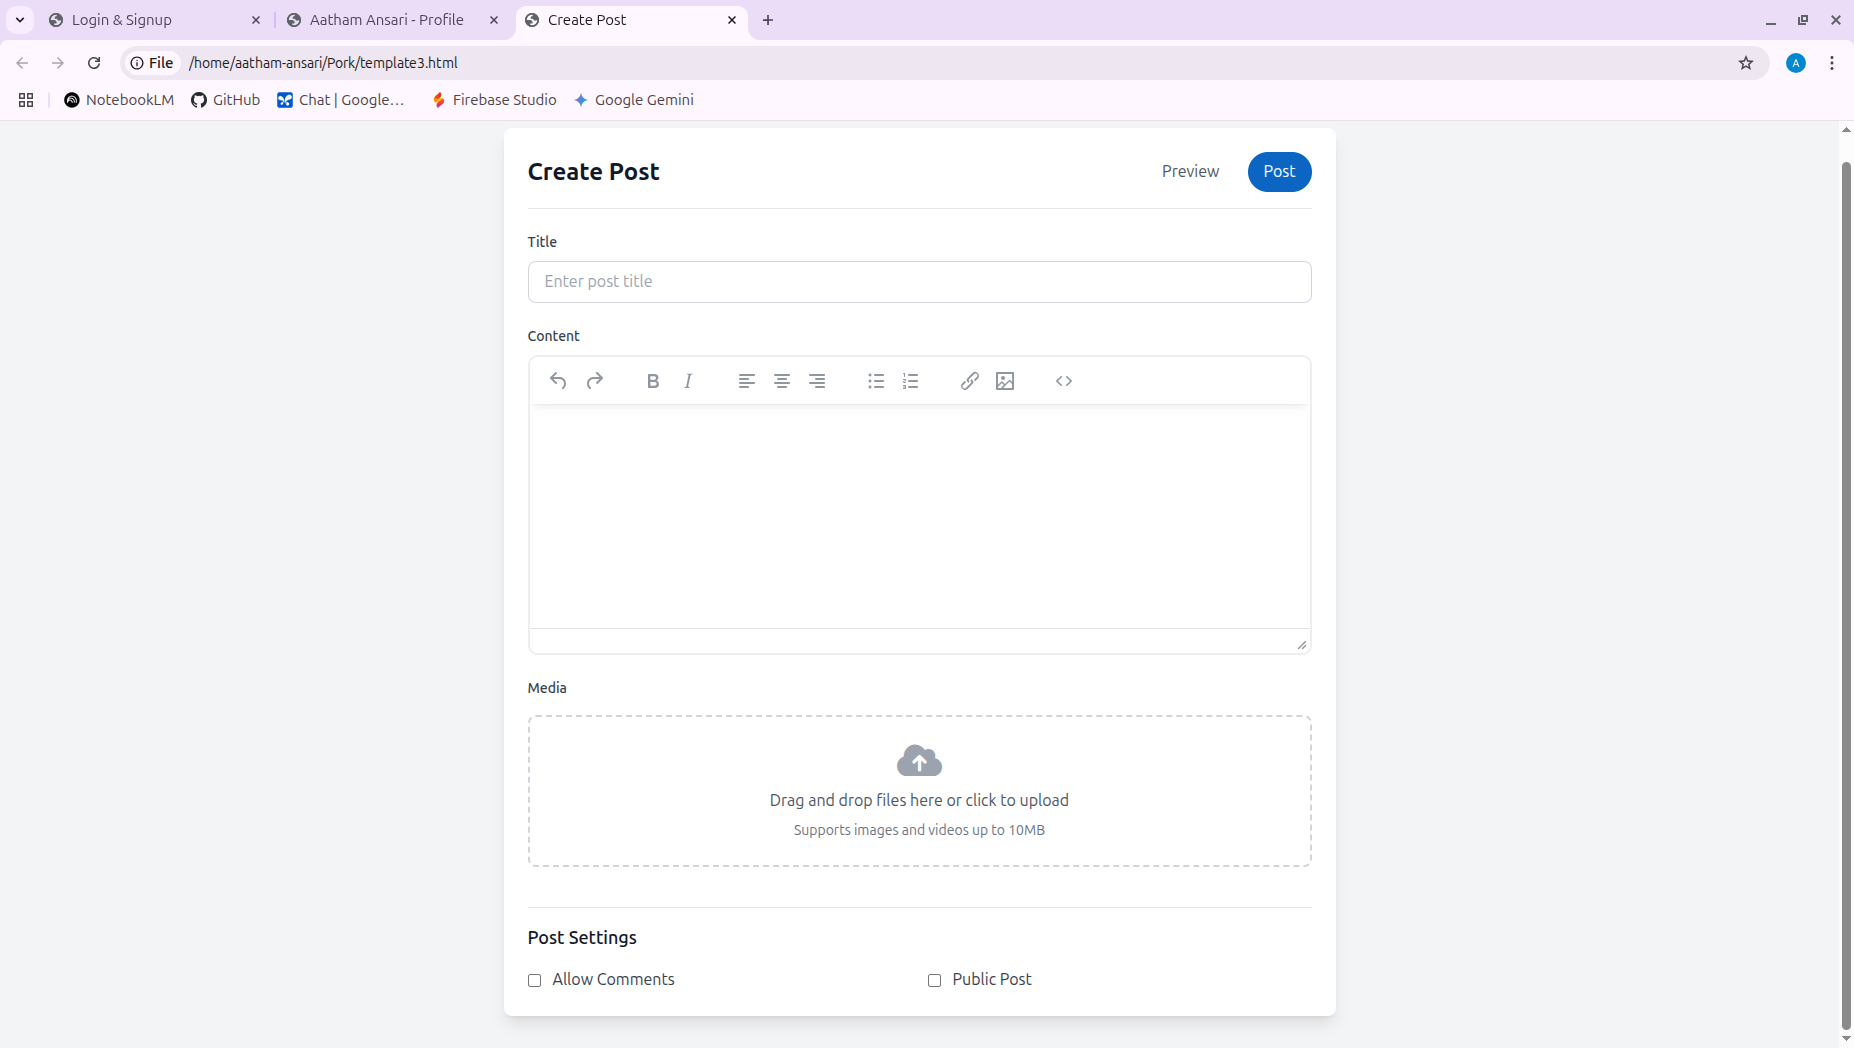 Login & Signup
Aatham Ansari - Profile
Create Post
File
/home/aatham-ansari/Pork/template3.html
A
NotebookLM
GitHub
Chat | Google…
Firebase Studio
Google Gemini
Create Post
Preview
Post
Title
Enter post title
Content
B I
Media
Drag and drop files here or click to upload
Supports images and videos up to 10MB
Post Settings
Allow Comments
Public Post